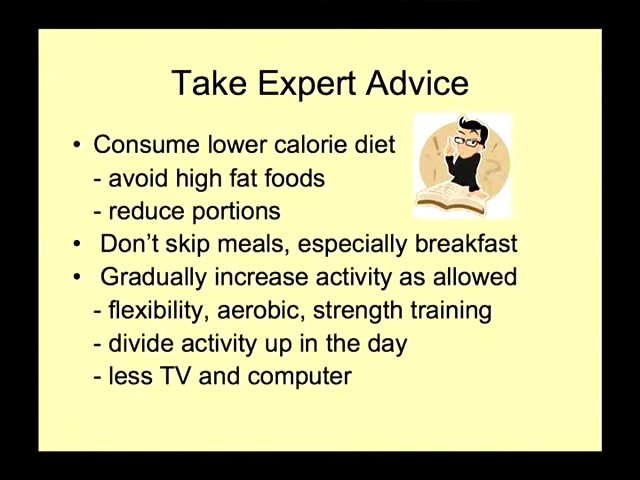 Take Expert Advice
• Consume lower calorie diet
- avoid high fat foods
- reduce portions
• Don't skip meals, especially breakfast
• Gradually increase activity as allowed
- flexibility, aerobic, strength training
- divide activity up in the day
- less TV and computer